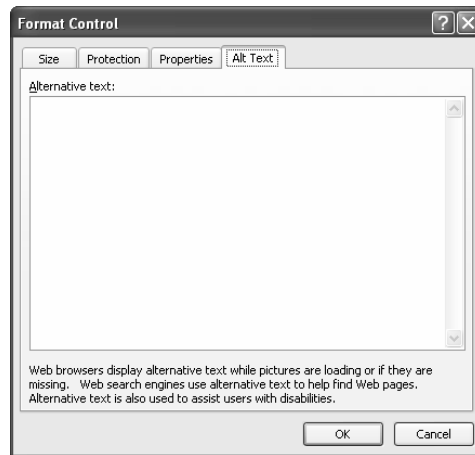 Format Control
Size Protection Properties Alt Text
Alternative text:
Web browsers display alternative text while pictures are loading or if they are
missing. Web search engines use alternative text to help find Web pages.
Alternative text is also used to assist users with disabilities.
OK Cancel